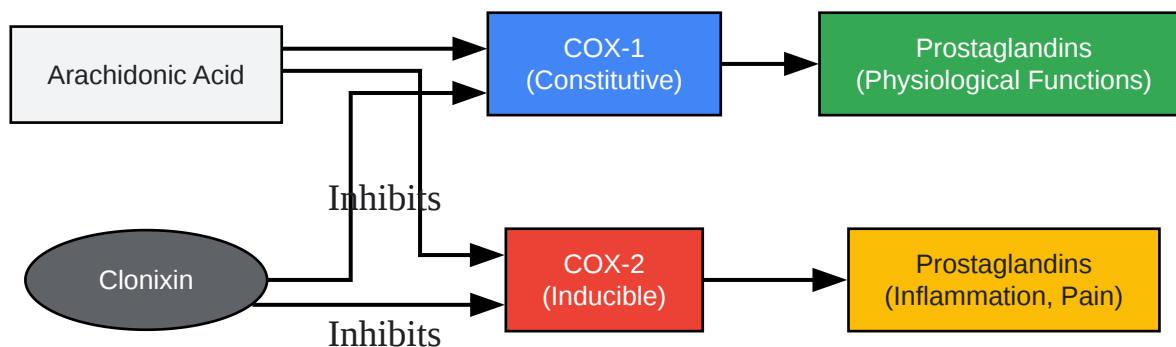 Arachidonic Acid
COX-1
(Constitutive)
Prostaglandins
(Physiological Functions)
Inhibits
Clonixin
COX-2
(Inducible)
Prostaglandins
(Inflammation, Pain)
Inhibits